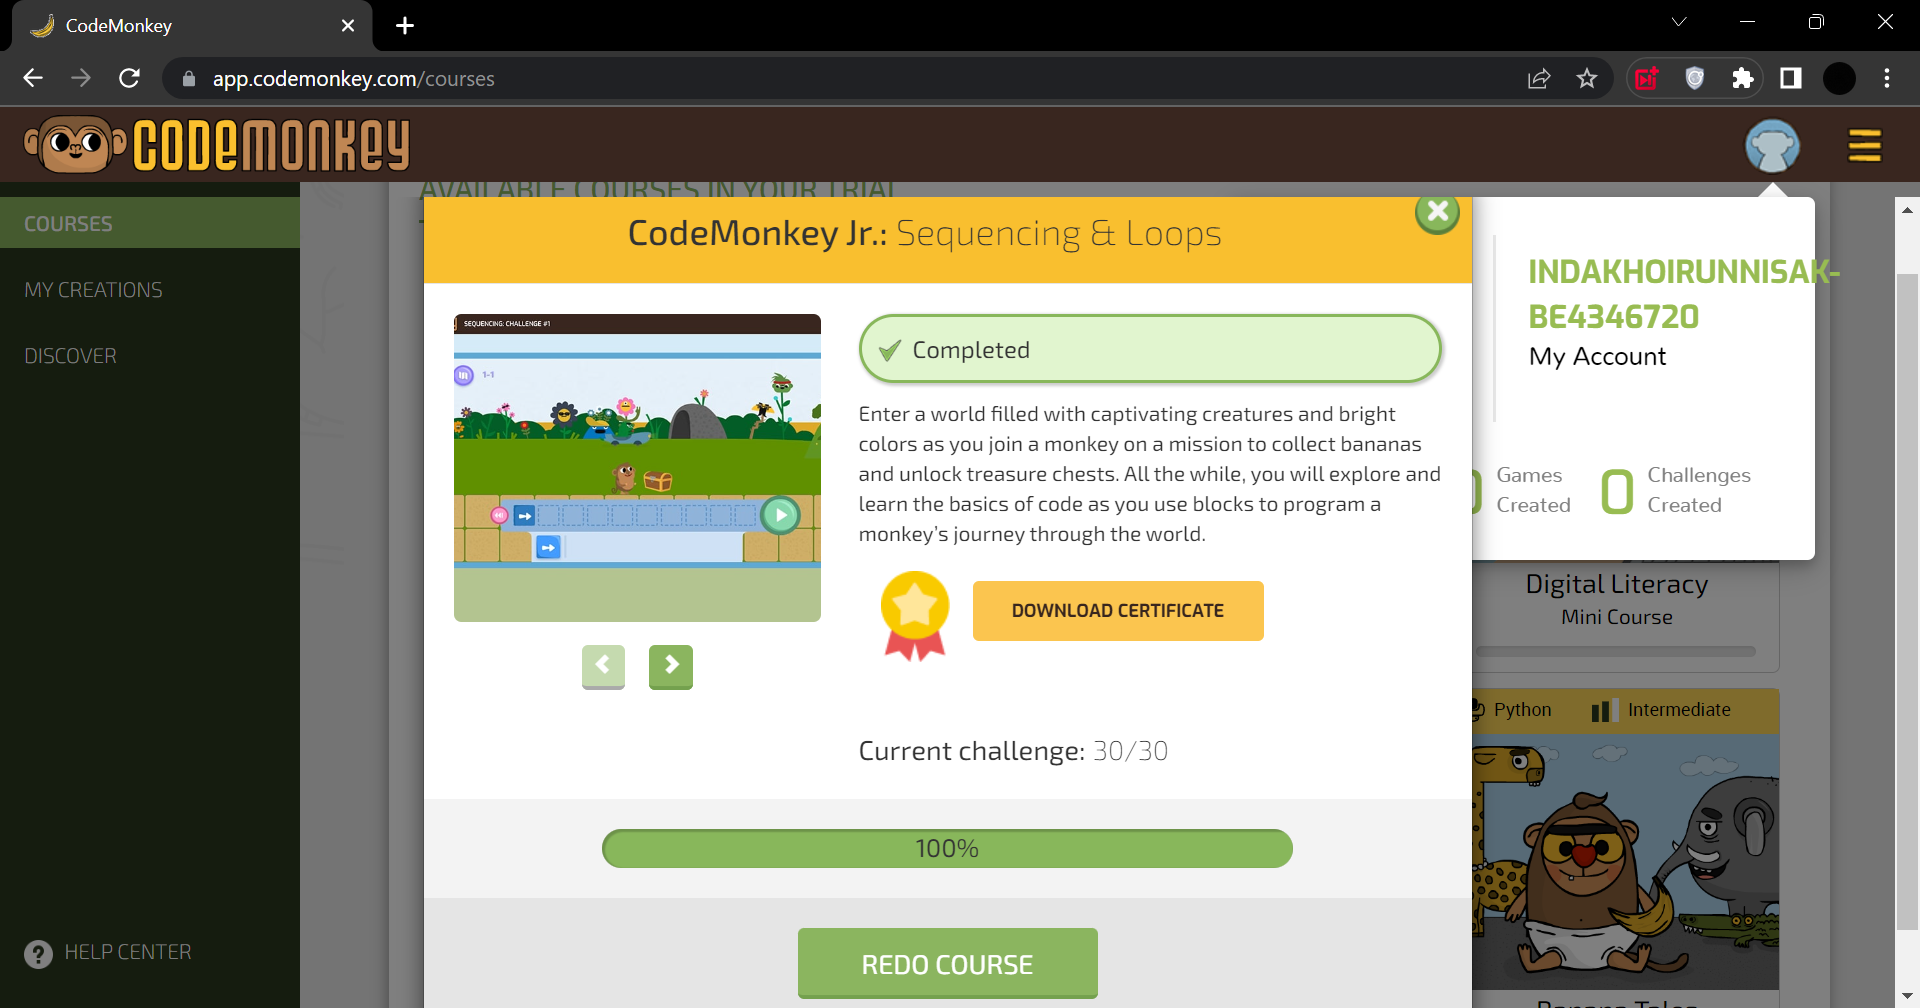 CodeMonkey
app.codemonkey.com/courses
CODEMONKEY
AVAILABLE COURSES IN YOUR TRIAL
COURSES
MY CREATIONS
DISCOVER
HELP CENTER
CodeMonkey Jr.: Sequencing & Loops
SEQUENCING: CHALLENGE #1
1-1
Completed
Enter a world filled with captivating creatures and bright
colors as you join a monkey on a mission to collect bananas
and unlock treasure chests. All the while, you will explore and
learn the basics of code as you use blocks to program a
monkey's journey through the world.
DOWNLOAD CERTIFICATE
Current challenge: 30/30
100%
REDO COURSE
INDAKHOIRUNNISAK-
BE4346720
My Account
Games
Created
0 Challenges
Created
Digital Literacy
Mini Course
Python
Intermediate
Banana Tales